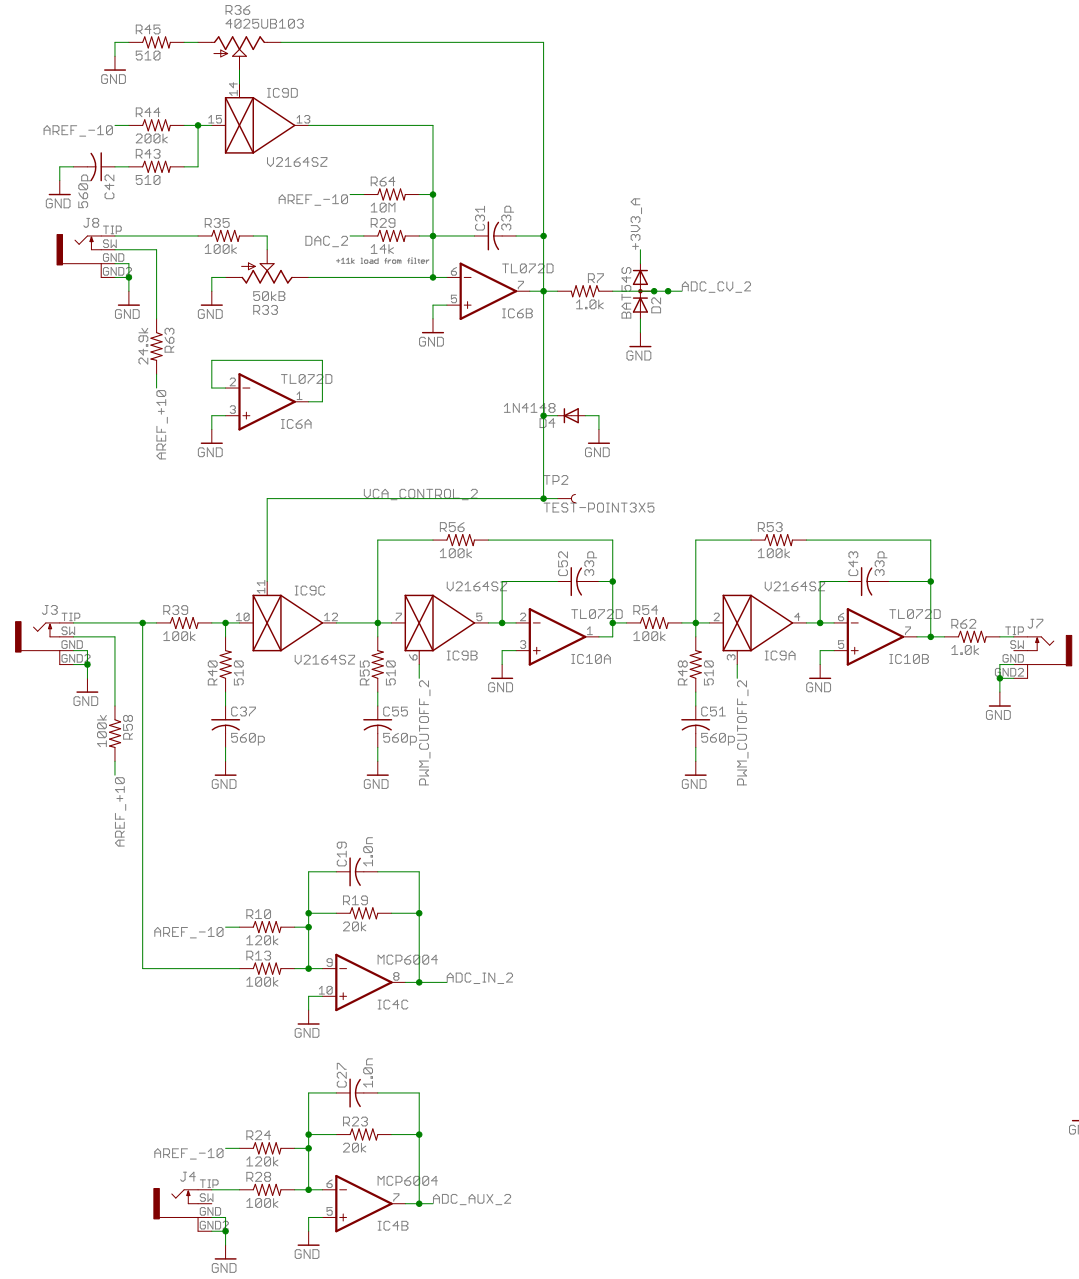 R36
4025UB103
R45
510
GND
14
IC9D
R44
AREF_-10
200k
15
13
R43
510
V2164SZ
560p
C42
GND
R64
AREF_-10
10M
C31
33p
+3V3_A
J8
TIP
SW
GND
GND2
R35
100k
R29
DAC_2
14k
+11k load from filter
6
5
7
TL072D
IC6B
R7
1.0k
BAT54S
D2
ADC_CV_2
GND
50kB
R33
GND
GND
GND
24.9k
R63
AREF_+10
2
3
1
TL072D
IC6A
GND
1N4148
D4
GND
TP2
VCA_CONTROL_2
TEST-POINT3X5
R56
100k
R53
100k
C52
33p
C43
33p
J3
TIP
SW
GND
GND2
R39
100k
11
IC9C
10
12
V2164SZ
V2164SZ
7
5
6
IC9B
TL072D
2
3
1
IC10A
R54
100k
V2164SZ
2
4
3
IC9A
TL072D
6
5
7
IC10B
R62
1.0k
J7
TIP
SW
GND
GND2
R40
510
R55
510
R48
510
GND
GND
GND
GND
C37
560p
C55
560p
C51
560p
PWM_CUTOFF_2
PWM_CUTOFF_2
100k
R58
AREF_+10
GND
GND
GND
C19
1.0n
R19
20k
R10
AREF_-10
120k
R13
100k
9
10
8
MCP6004
IC4C
ADC_IN_2
GND
C27
1.0n
R23
20k
R24
AREF_-10
120k
J4
TIP
SW
GND
GND2
R28
100k
6
5
7
MCP6004
IC4B
ADC_AUX_2
GND
GND